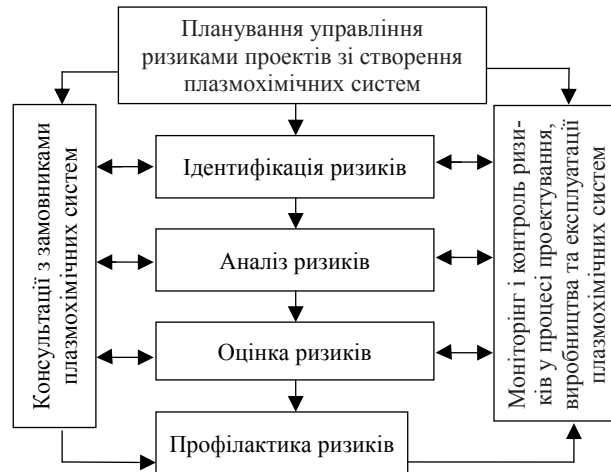 Планування управління
ризиками проектів зі створення
плазмохімічних систем
Консультації з замовниками
плазмохімічних систем
Ідентифікація ризиків
Аналіз ризиків
Оцінка ризиків
Профілактика ризиків
Моніторінг і контроль ризи-
ків у процесі проектування,
виробництва та експлуатації
плазмохімічних систем